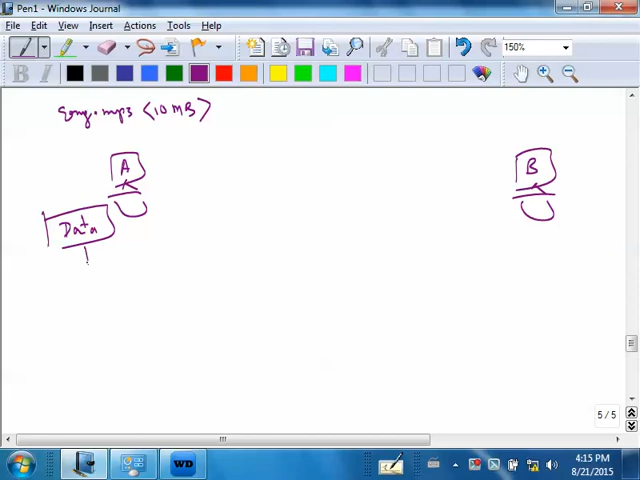 Pen1 - Windows Journal
File Edit View Insert Actions Tools Help
150%
B I
Song.mp3 <10 MB>
A B
Data
5 / 5
WD
4:15 PM
8/21/2015